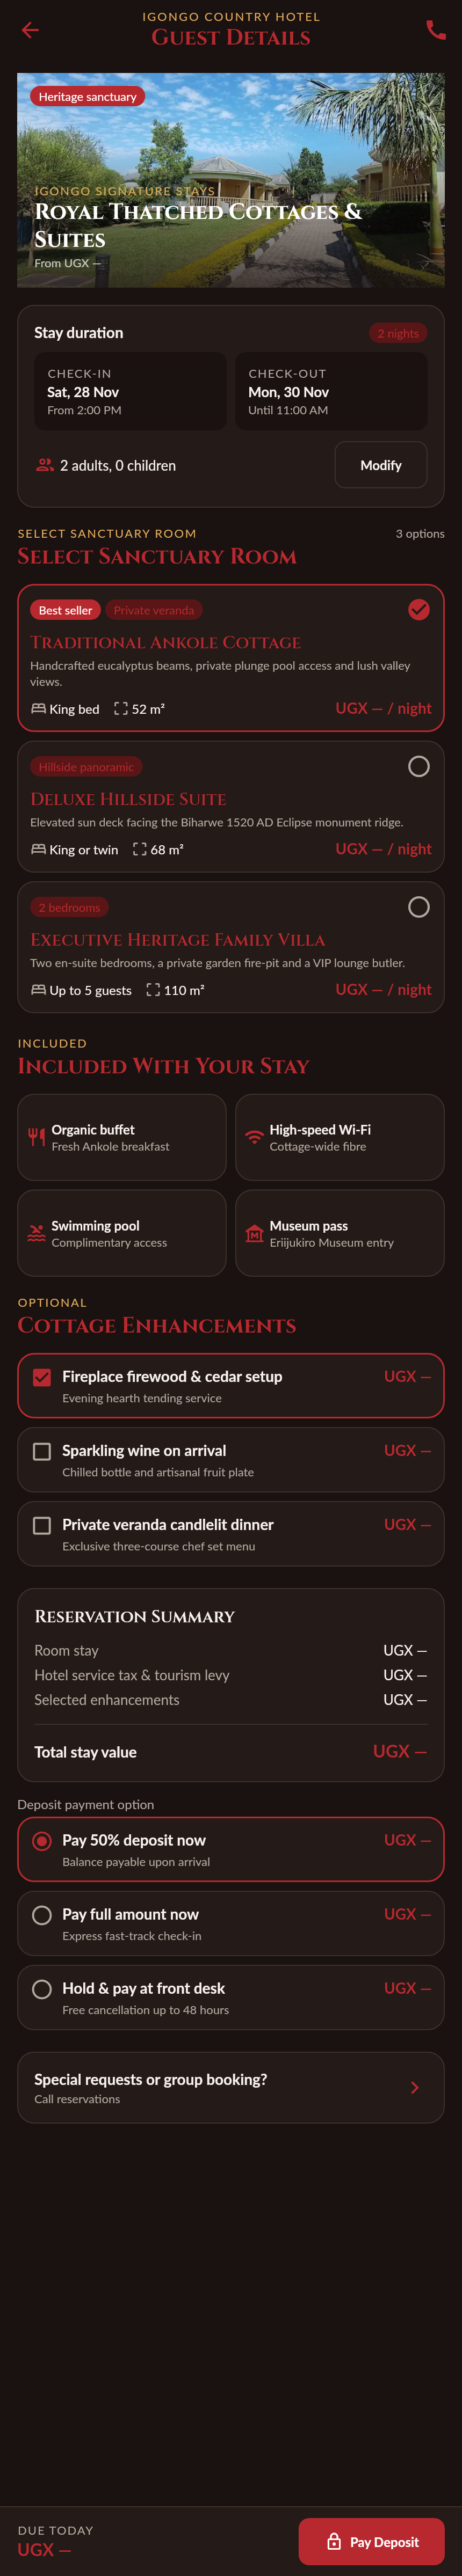 IGONGO COUNTRY HOTEL
Guest Details
Heritage sanctuary
IGONGO SIGNATURE STAYS
Royal Thatched Cottages &
Suites
From UGX —
Stay duration
2 nights
CHECK-IN
Sat, 28 Nov
From 2:00 PM
CHECK-OUT
Mon, 30 Nov
Until 11:00 AM
2 adults, 0 children
Modify
SELECT SANCTUARY ROOM
3 options
Select Sanctuary Room
Best seller
Private veranda
Traditional Ankole Cottage
Handcrafted eucalyptus beams, private plunge pool access and lush valley
views.
King bed
52 m²
UGX — / night
Hillside panoramic
Deluxe Hillside Suite
Elevated sun deck facing the Biharwe 1520 AD Eclipse monument ridge.
King or twin
68 m²
UGX — / night
2 bedrooms
Executive Heritage Family Villa
Two en-suite bedrooms, a private garden fire-pit and a VIP lounge butler.
Up to 5 guests
110 m²
UGX — / night
INCLUDED
Included With Your Stay
Organic buffet
Fresh Ankole breakfast
High-speed Wi-Fi
Cottage-wide fibre
Swimming pool
Complimentary access
Museum pass
Eriijukiro Museum entry
OPTIONAL
Cottage Enhancements
Fireplace firewood & cedar setup
UGX —
Evening hearth tending service
Sparkling wine on arrival
UGX —
Chilled bottle and artisanal fruit plate
Private veranda candlelit dinner
UGX —
Exclusive three-course chef set menu
Reservation Summary
Room stay
UGX —
Hotel service tax & tourism levy
UGX —
Selected enhancements
UGX —
Total stay value
UGX —
Deposit payment option
Pay 50% deposit now
UGX —
Balance payable upon arrival
Pay full amount now
UGX —
Express fast-track check-in
Hold & pay at front desk
UGX —
Free cancellation up to 48 hours
Special requests or group booking?
Call reservations
DUE TODAY
UGX —
Pay Deposit